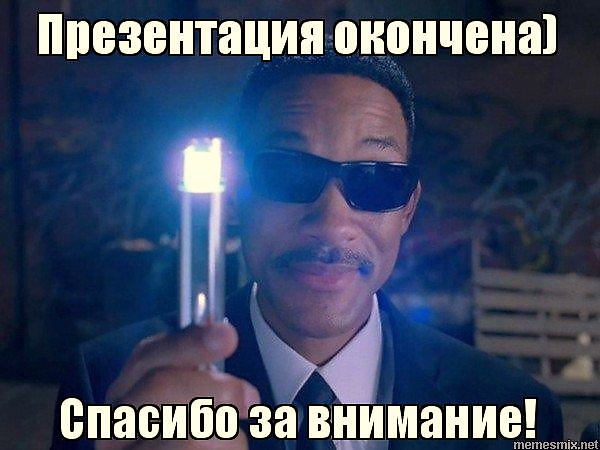 Презентация окончена)
Спасибо за внимание!
memesmix.net